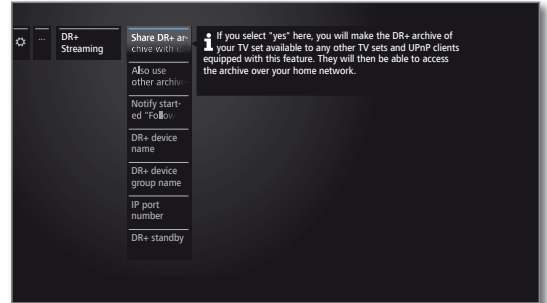 ...
DR+
Streaming
Share DR+ ar-
chive with
Also use
other archive
Notify start-
ed "Follow
DR+ device
name
DR+ device
group name
IP port
number
DR+ standby
If you select "yes" here, you will make the DR+ archive of
your TV set available to any other TV sets and UPnP clients
equipped with this feature. They will then be able to access
the archive over your home network.